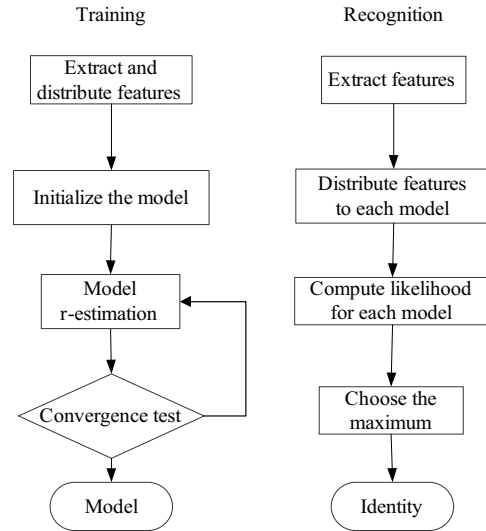 Training
Extract and
distribute features
Initialize the model
Model
r-estimation
Convergence test
Model
Recognition
Extract features
Distribute features
to each model
Compute likelihood
for each model
Choose the
maximum
Identity